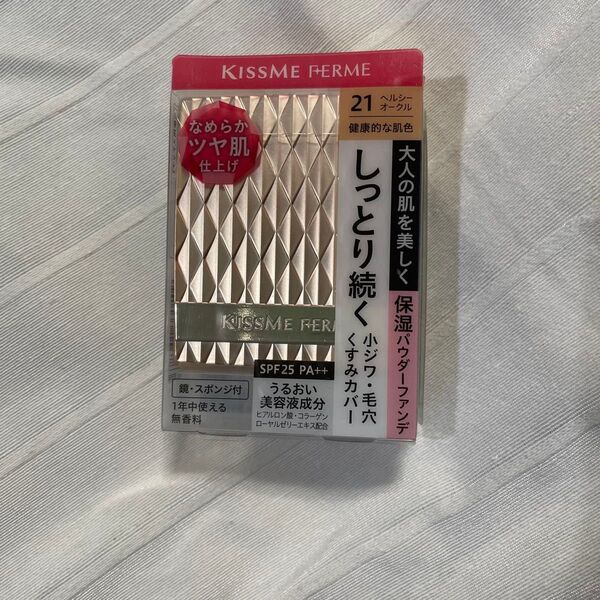 KISSME FERME
なめらか
ツヤ肌
仕上げ
21 ヘルシー
オークル
健康的な肌色
大人の肌を美しく
保湿パウダーファンデ
しっとり続く
小ジワ・毛穴
くすみカバー
KISSME FERME
SPF25 PA++
うるおい
美容液成分
ヒアルロン酸・コラーゲン
ローヤルゼリーエキス配合
鏡・スポンジ付
1年中使える
無香料